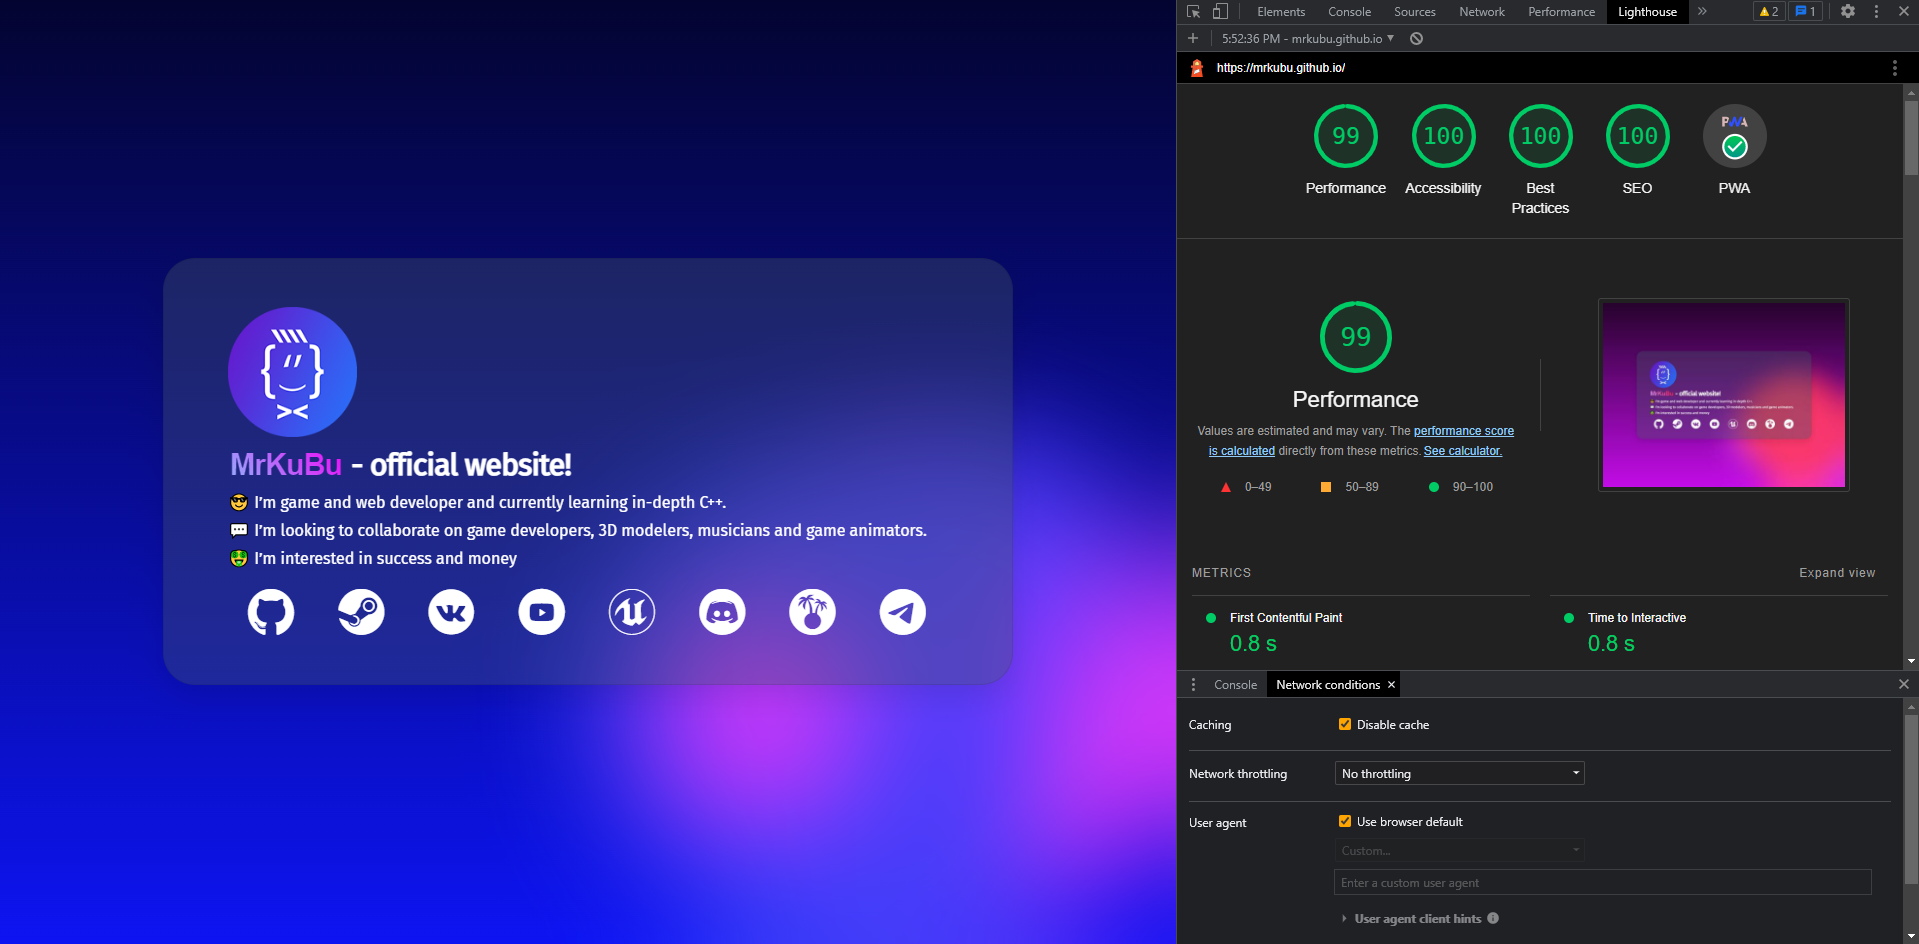 MrKuBu - official website!
😎 I'm game and web developer and currently learning in-depth C++.
💬 I'm looking to collaborate on game developers, 3D modelers, musicians and game animators.
🤑 I'm interested in success and money
Elements Console Sources Network Performance Lighthouse » 2 1
5:52:36 PM - mrkubu.github.io
https://mrkubu.github.io/
99 100 100 100 PWA
Performance Accessibility Best Practices SEO PWA
99
Performance
Values are estimated and may vary. The performance score
is calculated directly from these metrics. See calculator.
0–49 50–89 90–100
MrKuBu - official website!
METRICS Expand view
First Contentful Paint Time to Interactive
0.8 s 0.8 s
Console Network conditions
Caching Disable cache
Network throttling No throttling
User agent Use browser default
Custom...
Enter a custom user agent
User agent client hints